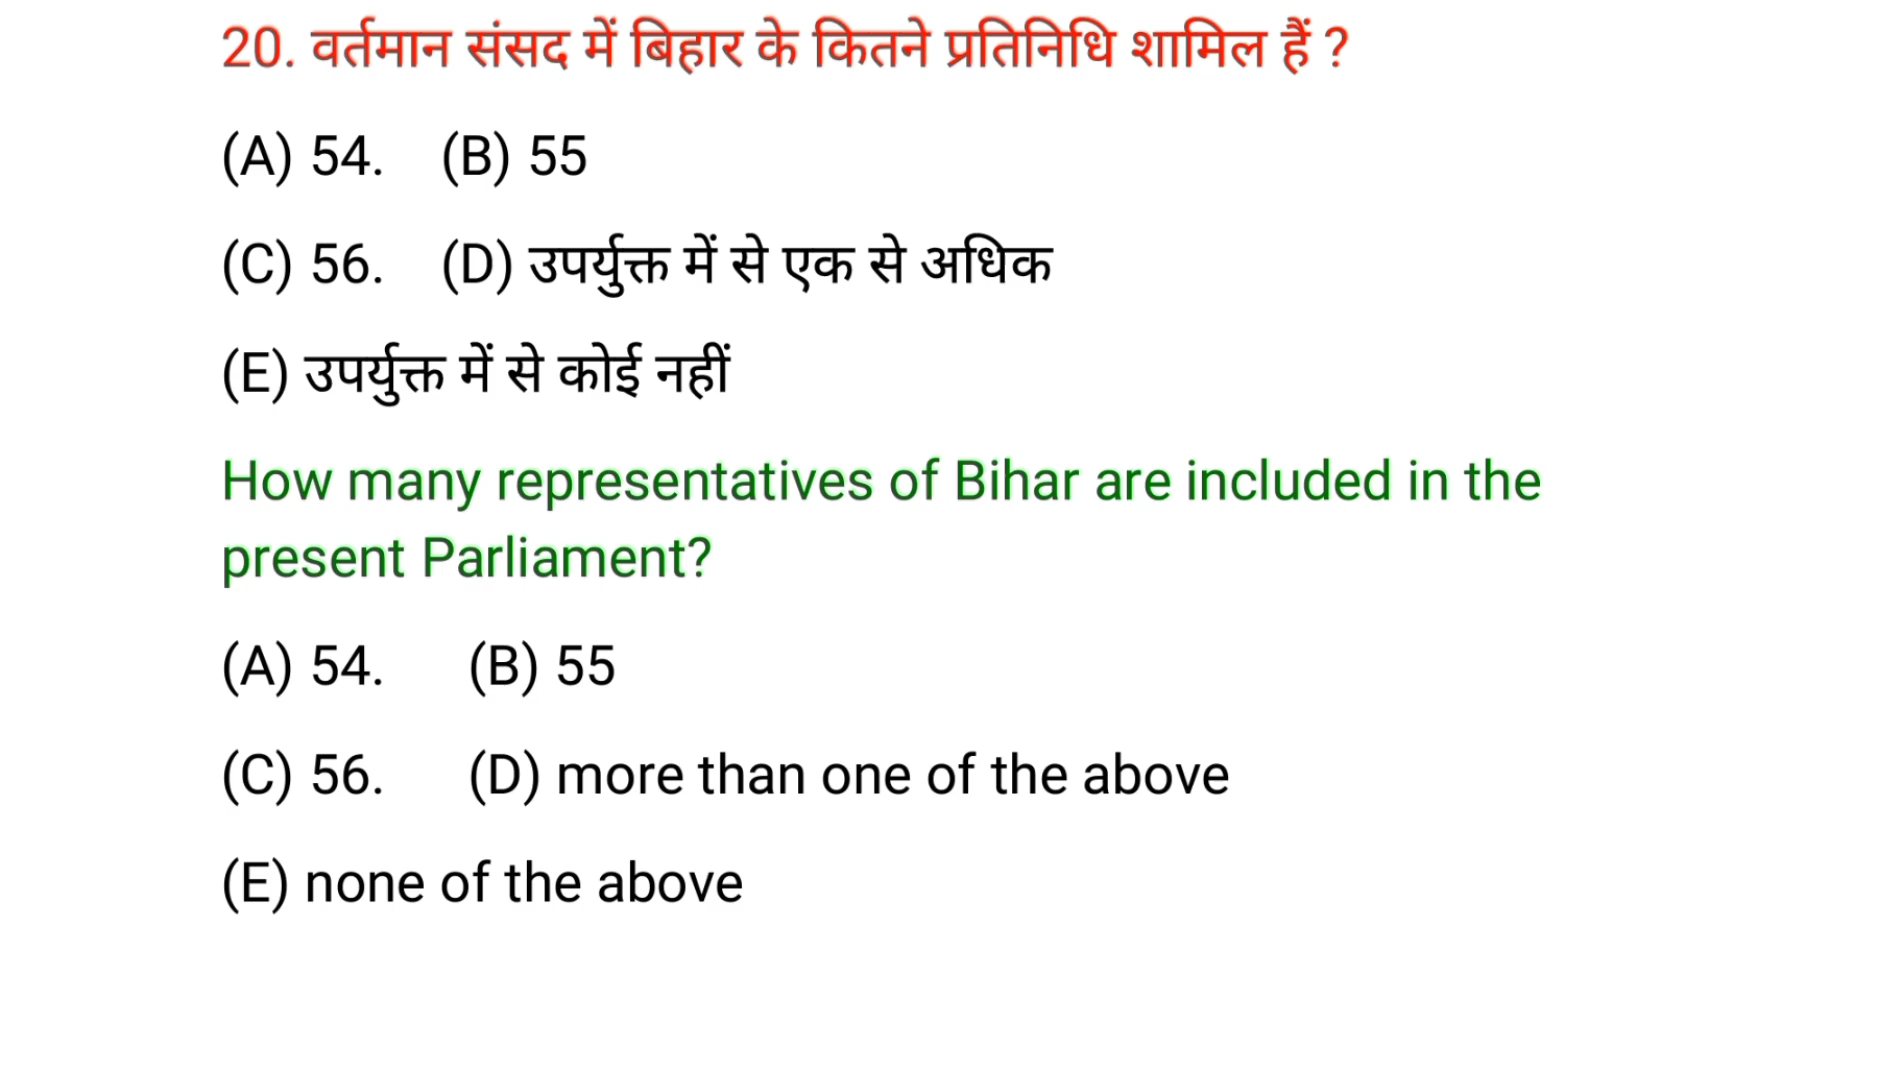 20. वर्तमान संसद में बिहार के कितने प्रतिनिधि शामिल हैं ?
(A) 54. (B) 55
(C) 56. (D) उपर्युक्त में से एक से अधिक
(E) उपर्युक्त में से कोई नहीं
How many representatives of Bihar are included in the
present Parliament?
(A) 54. (B) 55
(C) 56. (D) more than one of the above
(E) none of the above